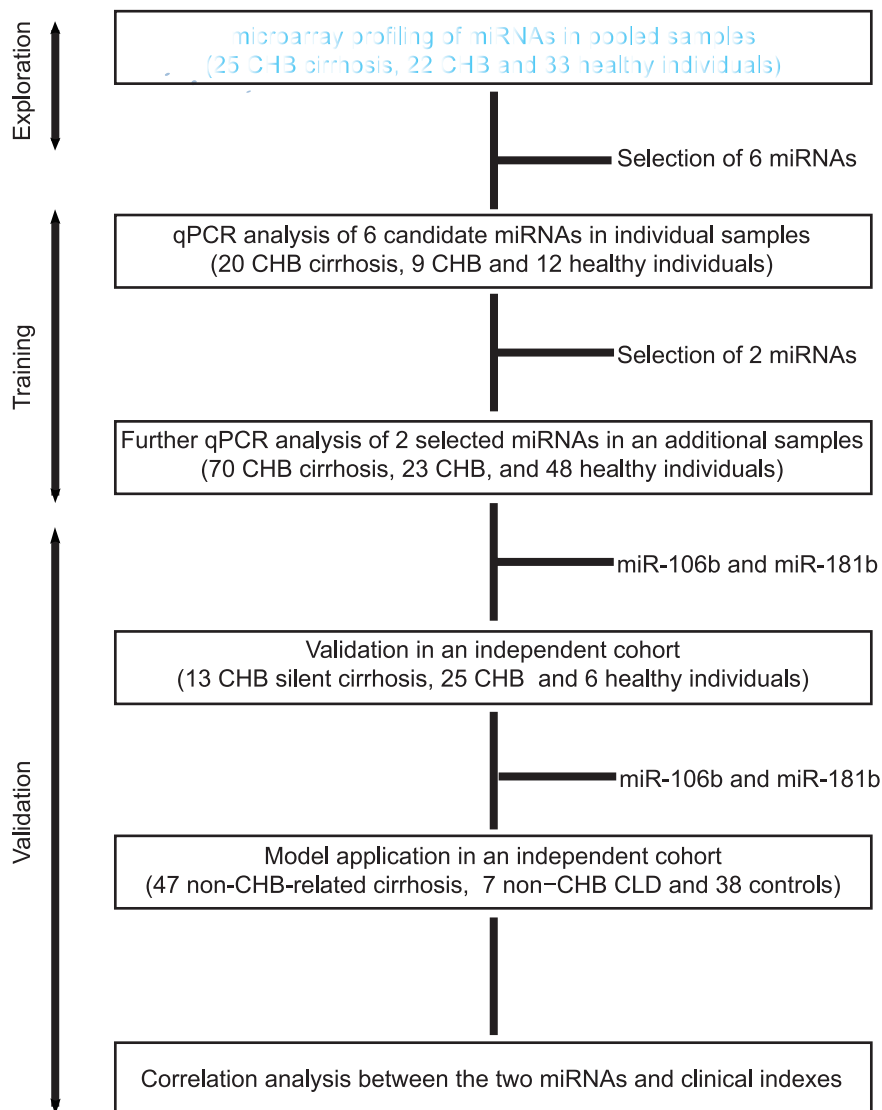 Exploration
microarray profiling of miRNAs in pooled samples
(25 CHB cirrhosis, 22 CHB and 33 healthy individuals)
Selection of 6 miRNAs
Training
qPCR analysis of 6 candidate miRNAs in individual samples
(20 CHB cirrhosis, 9 CHB and 12 healthy individuals)
Selection of 2 miRNAs
Further qPCR analysis of 2 selected miRNAs in an additional samples
(70 CHB cirrhosis, 23 CHB, and 48 healthy individuals)
Validation
miR-106b and miR-181b
Validation in an independent cohort
(13 CHB silent cirrhosis, 25 CHB and 6 healthy individuals)
miR-106b and miR-181b
Model application in an independent cohort
(47 non-CHB-related cirrhosis, 7 non−CHB CLD and 38 controls)
Correlation analysis between the two miRNAs and clinical indexes